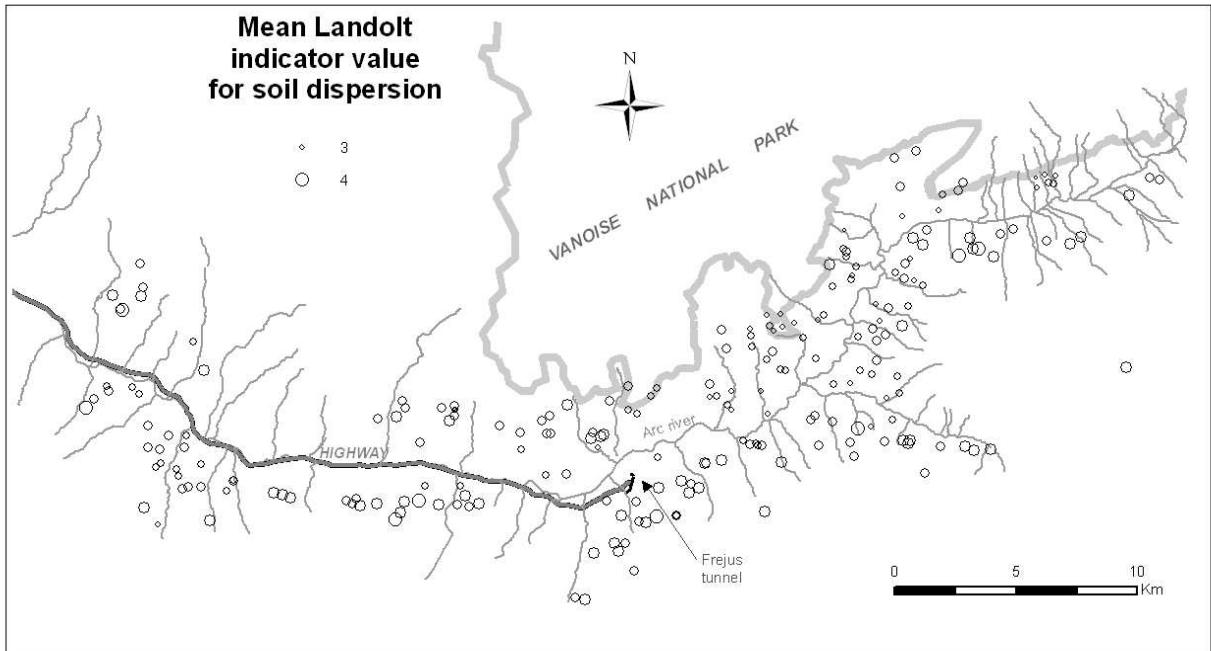 Mean Landolt
indicator value
for soil dispersion
3
4
N
VANOISE NATIONAL PARK
Arc river
HIGHWAY
Frejus
tunnel
0 5 10
Km